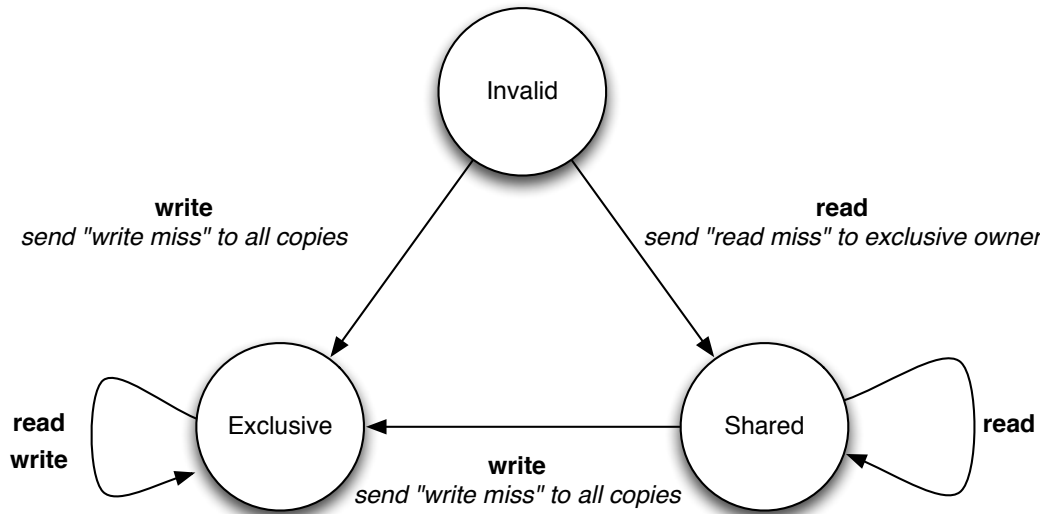 Invalid
write
send "write miss" to all copies
read
send "read miss" to exclusive owner
read
write
Exclusive
Shared
read
write
send "write miss" to all copies